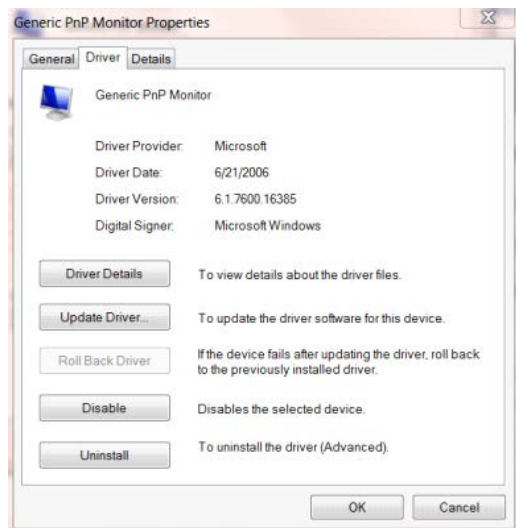 Generic PnP Monitor Properties
General Driver Details
Generic PnP Monitor
Driver Provider: Microsoft
Driver Date: 6/21/2006
Driver Version: 6.1.7600.16385
Digital Signer: Microsoft Windows
Driver Details To view details about the driver files.
Update Driver... To update the driver software for this device.
Roll Back Driver If the device fails after updating the driver, roll back
to the previously installed driver.
Disable Disables the selected device.
Uninstall To uninstall the driver (Advanced).
OK Cancel